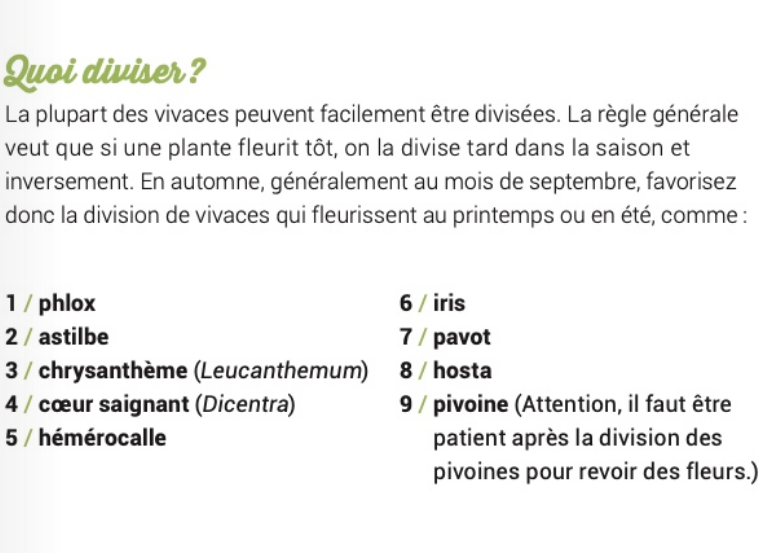 Quoi diviser ?
La plupart des vivaces peuvent facilement être divisées. La règle générale
veut que si une plante fleurit tôt, on la divise tard dans la saison et
inversement. En automne, généralement au mois de septembre, favorisez
donc la division de vivaces qui fleurissent au printemps ou en été, comme :
1 / phlox
2 / astilbe
3 / chrysanthème (Leucanthemum)
4 / cœur saignant (Dicentra)
5 / hémérocalle
6 / iris
7 / pavot
8 / hosta
9 / pivoine (Attention, il faut être
patient après la division des
pivoines pour revoir des fleurs.)